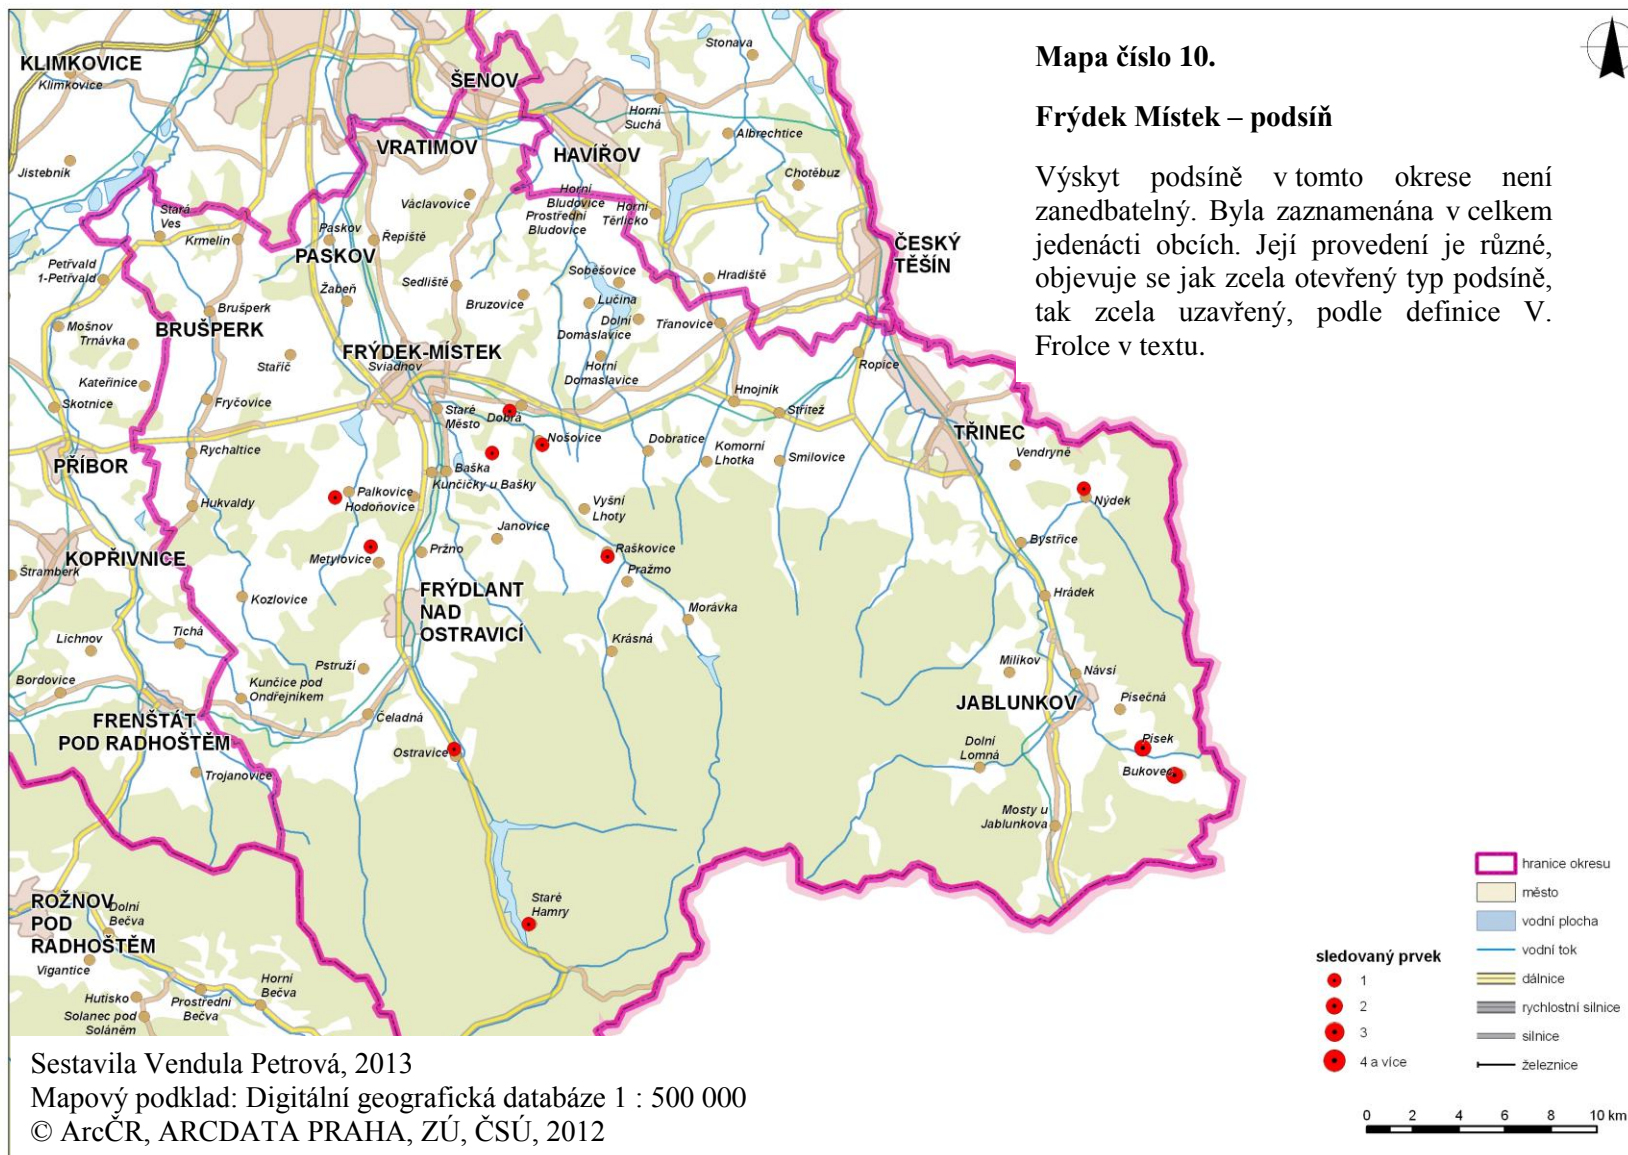 Mapa číslo 10.
Frýdek Místek – podsíň
Výskyt podsíně v tomto okrese není
zanedbatelný. Byla zaznamenána v celkem
jedenácti obcích. Její provedení je různé,
objevuje se jak zcela otevřený typ podsíně,
tak zcela uzavřený, podle definice V.
Frolce v textu.
KLIMKOVICE
Klimkovice
ŠENOV
Stonava
Horní
Suchá
Albrechtice
VRATIMOV
HAVÍŘOV
Jistebník
Chotěbuz
Václavovice
Horní
Bludovice
Prostřední
Bludovice
Horní
Těrlicko
Stará
Ves
Krmelín
Paskov
Řepiště
PASKOV
ČESKÝ
TĚŠÍN
Petřvald
1-Petřvald
Žabeň
Sedliště
Bruzovice
Soběšovice
Hradiště
Lučina
Brušperk
BRUŠPERK
Dolní
Domaslavice
Třanovice
Mošnov
Trnávka
Staříč
FRÝDEK-MÍSTEK
Sviadnov
Horní
Domaslavice
Ropice
Kateřinice
Skotnice
Fryčovice
Staré
Město
Dobrá
Hnojník
Střítež
Nošovice
Dobratice
Komorní
Lhotka
Smilovice
TŘINEC
Vendryně
Rychaltice
PŘÍBOR
Baška
Kunčičky u Bašky
Palkovice
Hodoňovice
Hukvaldy
Vyšní
Lhoty
Nýdek
Janovice
Bystřice
KOPŘIVNICE
Štramberk
Metylovice
Pržno
Raškovice
Pražmo
FRÝDLANT
NAD
OSTRAVICÍ
Kozlovice
Hrádek
Morávka
Lichnov
Tichá
Krásná
Pstruží
Milíkov
Návsí
Bordovice
Kunčice pod
Ondřejníkem
Písečná
JABLUNKOV
FRENŠTÁT
POD RADHOŠTĚM
Čeladná
Ostravice
Dolní
Lomná
Písek
Bukovec
Trojanovice
Mosty u
Jablunkova
ROŽNOV
POD
RADHOŠTĚM
Dolní
Bečva
Staré
Hamry
Vigantice
Hutisko
Solanec pod
Soláněm
Prostřední
Bečva
Horní
Bečva
sledovaný prvek
1
2
3
4 a více
hranice okresu
město
vodní plocha
vodní tok
dálnice
rychlostní silnice
silnice
železnice
0 2 4 6 8 10 km
Sestavila Vendula Petrová, 2013
Mapový podklad: Digitální geografická databáze 1 : 500 000
© ArcČR, ARCDATA PRAHA, ZÚ, ČSÚ, 2012